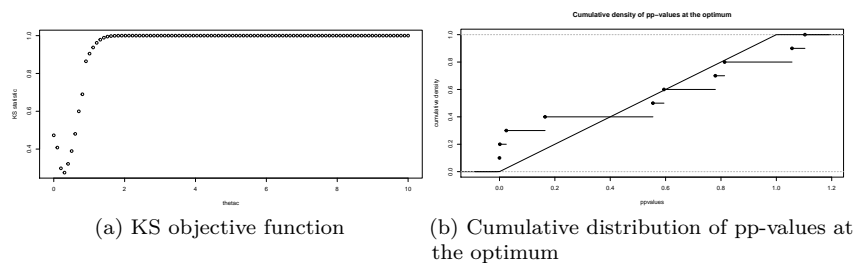 Cumulative density of pp−values at the optimum
KS statistic
0.4 0.6 0.8 1.0
0 2 4 6 8 10
thetac
cumulative density
0.0 0.2 0.4 0.6 0.8 1.0
0.0 0.2 0.4 0.6 0.8 1.0 1.2
ppvalues
(a) KS objective function
(b) Cumulative distribution of pp-values at
the optimum